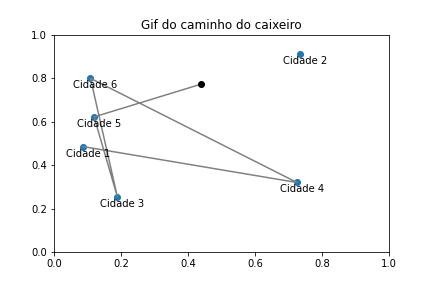 Gif do caminho do caixeiro
1.0
Cidade 2
0.8
Cidade 6
0.6
Cidade 5
Cidade 1
0.4
Cidade 4
0.2
Cidade 3
0.0
0.0 0.2 0.4 0.6 0.8 1.0